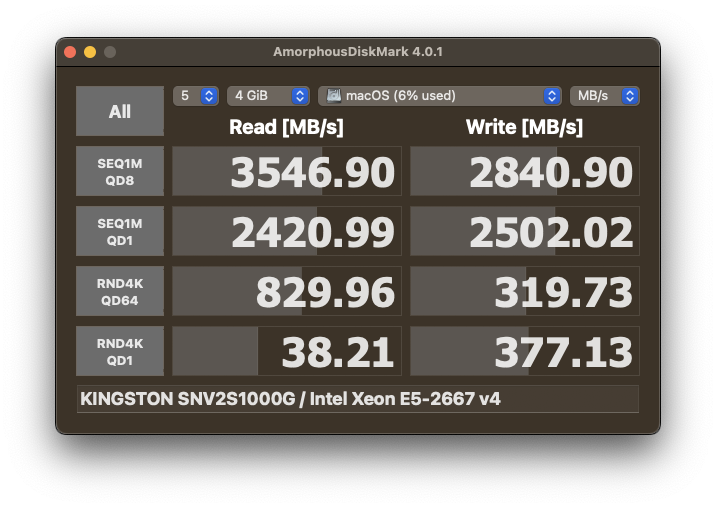 AmorphousDiskMark 4.0.1
All
5 4 GiB macOS (6% used) MB/s
Read [MB/s] Write [MB/s]
SEQ1M
QD8
3546.90 2840.90
SEQ1M
QD1
2420.99 2502.02
RND4K
QD64
829.96 319.73
RND4K
QD1
38.21 377.13
KINGSTON SNV2S1000G / Intel Xeon E5-2667 v4